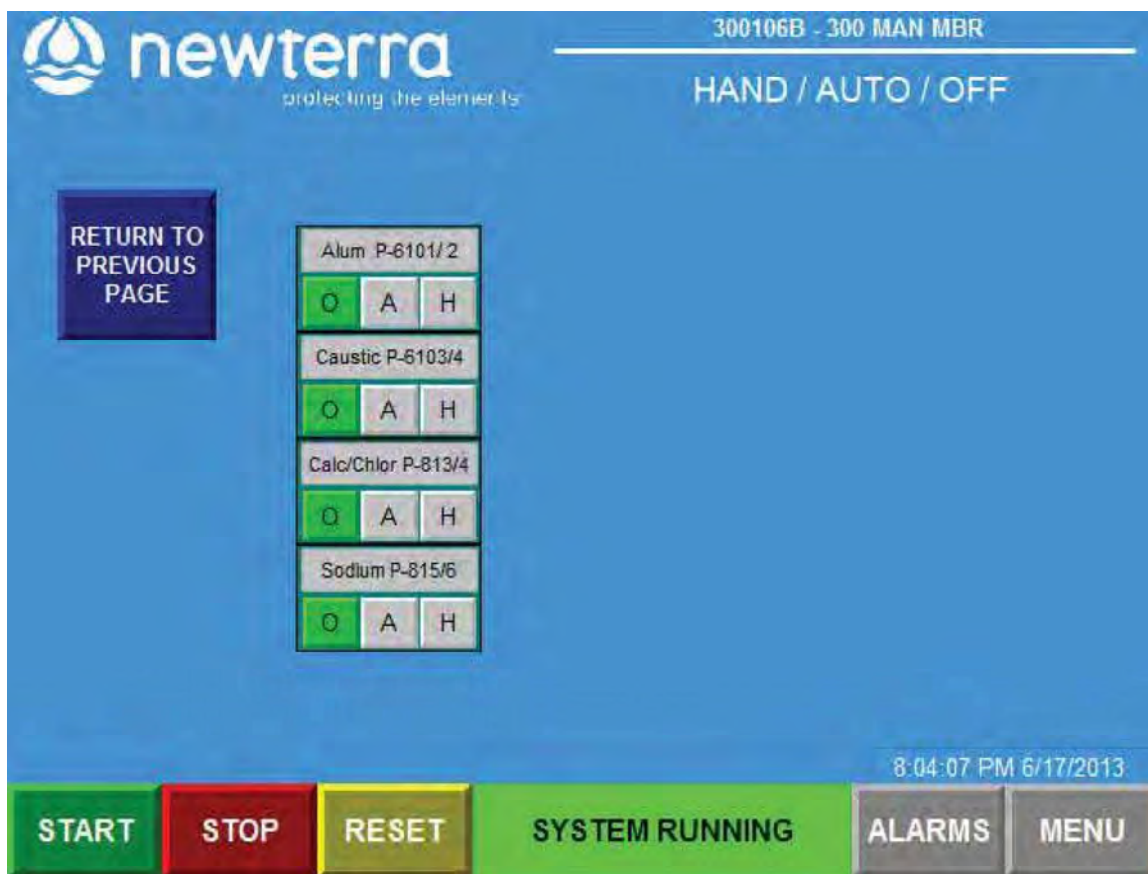 newterra
protecting the elements
300106B - 300 MAN MBR
HAND / AUTO / OFF
RETURN TO
PREVIOUS
PAGE
Alum P-6101/ 2
O A H
Caustic P-6103/4
O A H
Calc/Chlor P-813/4
O A H
Sodium P-815/6
O A H
8:04:07 PM 6/17/2013
START STOP RESET SYSTEM RUNNING ALARMS MENU